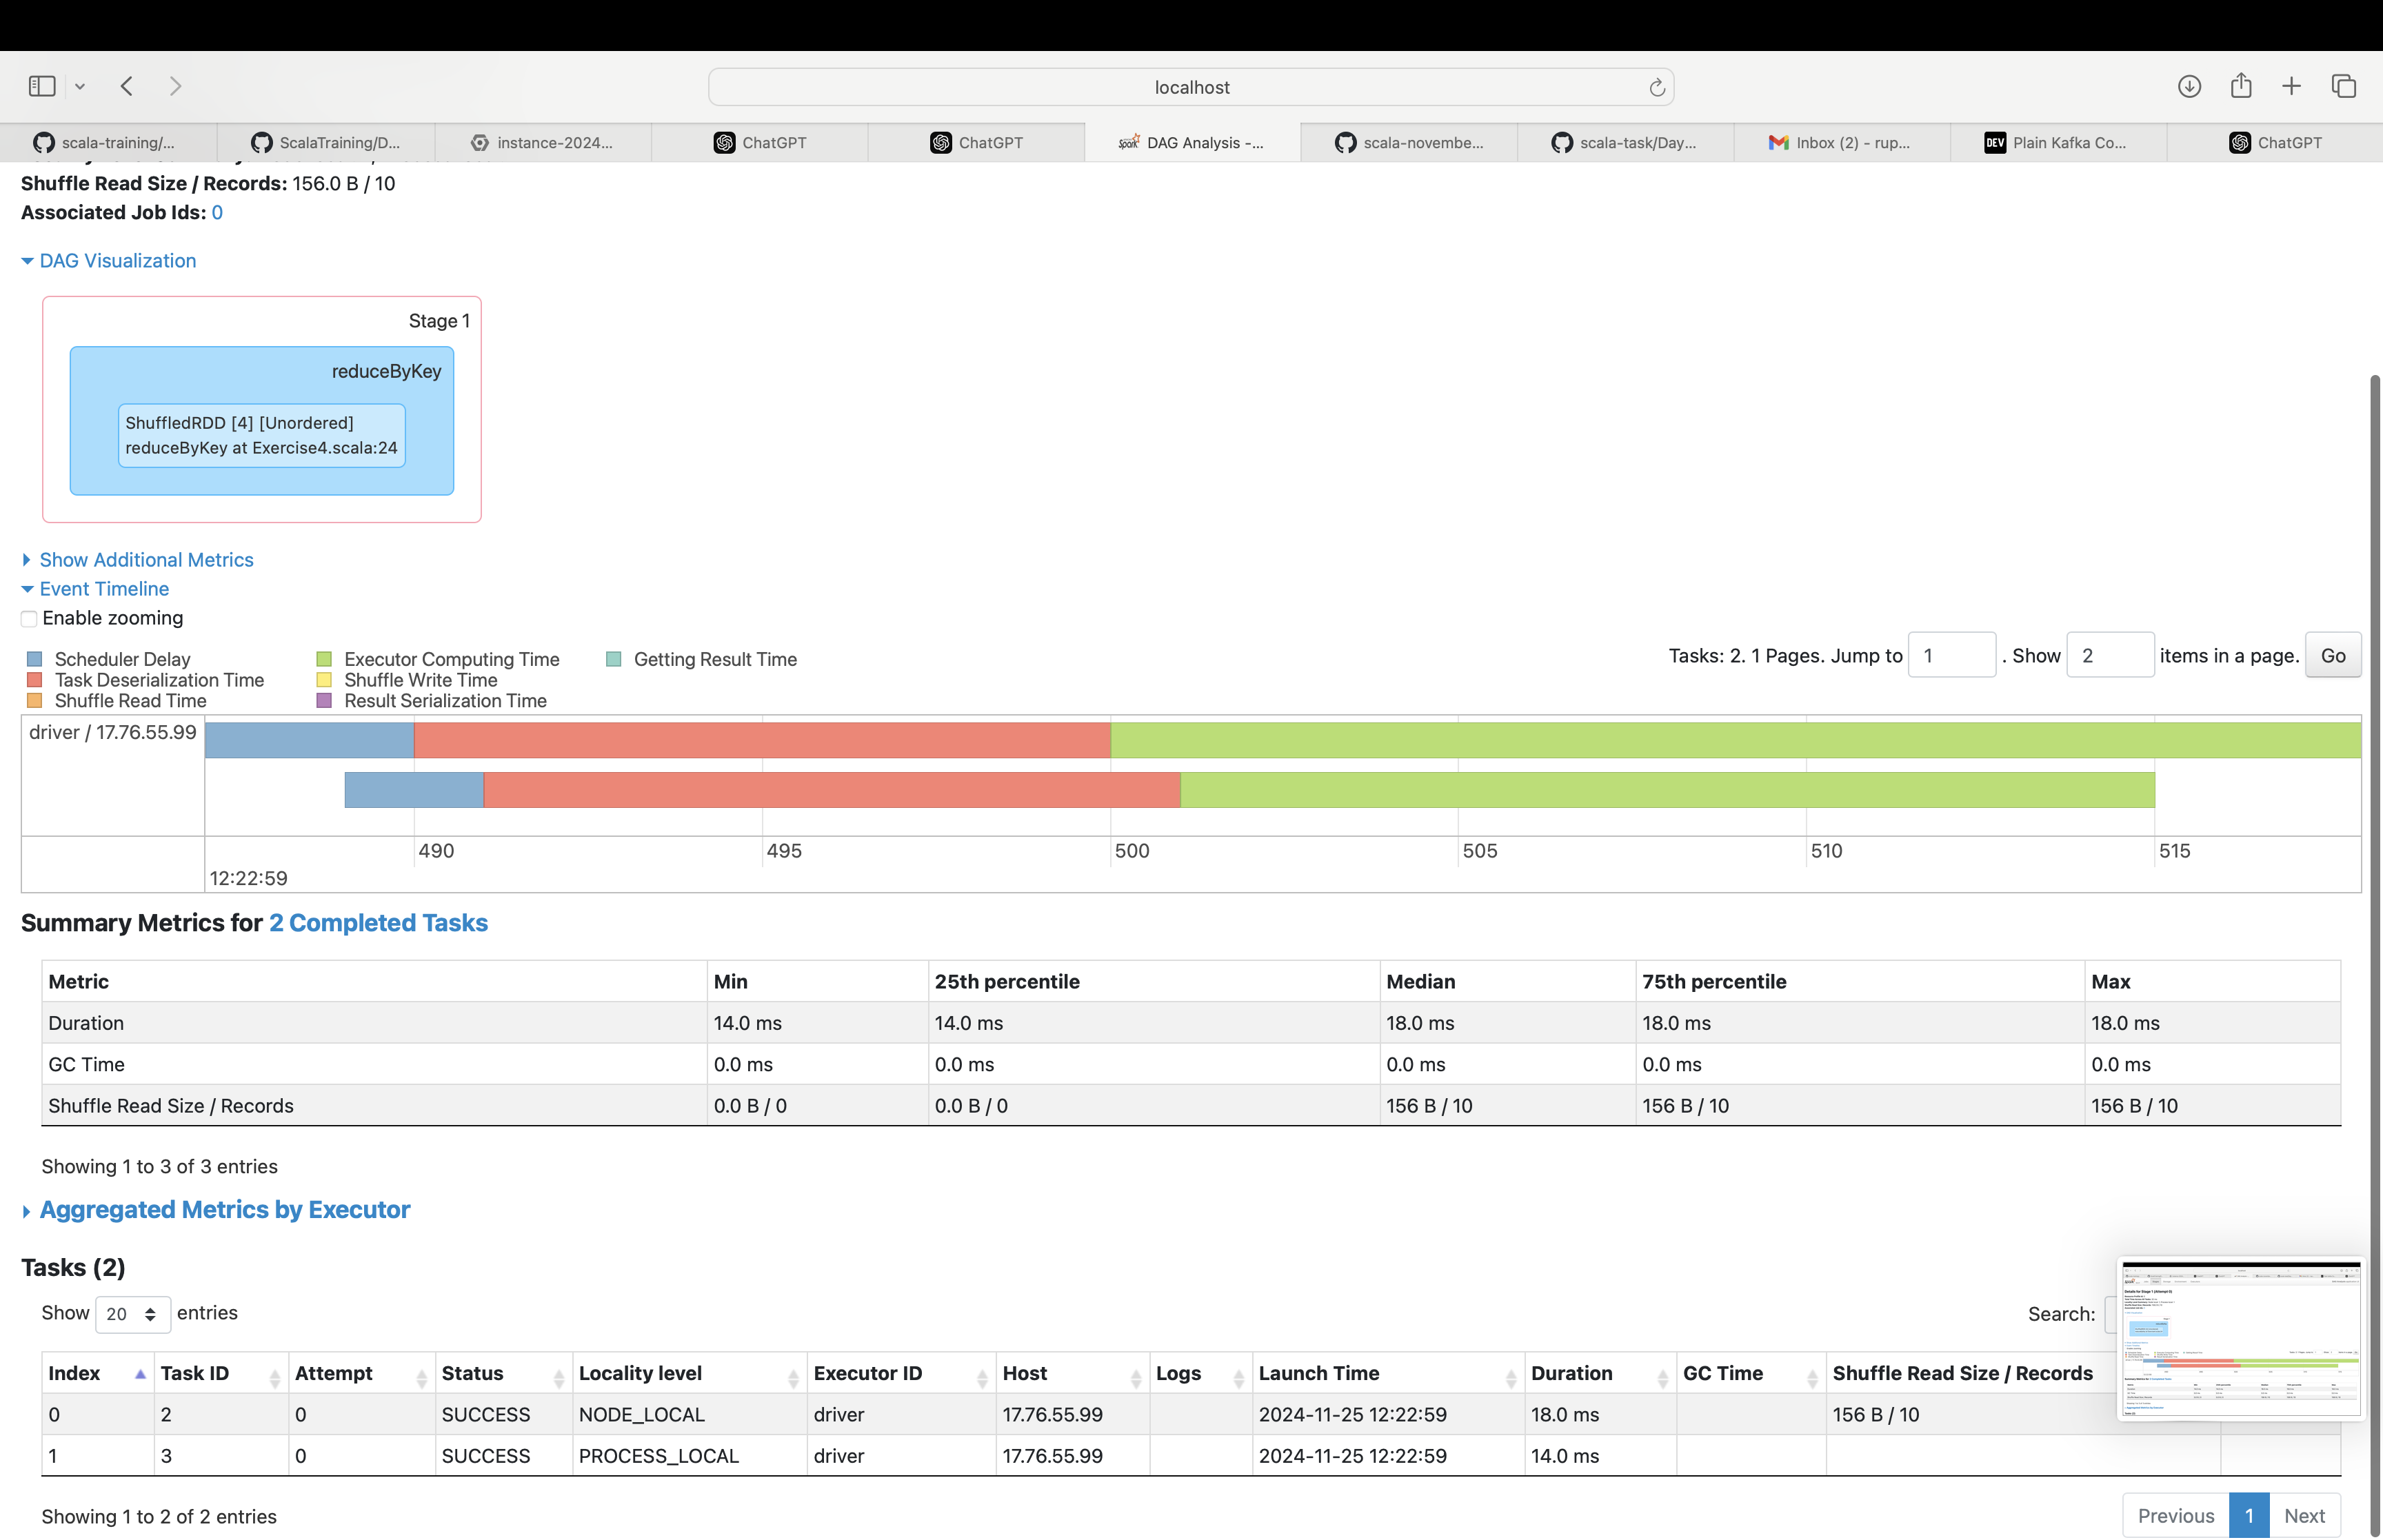 localhost
scala-training/...
ScalaTraining/D...
instance-2024...
ChatGPT
ChatGPT
DAG Analysis -...
scala-novembe...
scala-task/Day...
Inbox (2) - rup...
DEV Plain Kafka Co...
ChatGPT
Shuffle Read Size / Records: 156.0 B / 10
Associated Job Ids: 0
DAG Visualization
Stage 1
reduceByKey
ShuffledRDD [4] [Unordered]
reduceByKey at Exercise4.scala:24
Show Additional Metrics
Event Timeline
Enable zooming
Scheduler Delay
Executor Computing Time
Getting Result Time
Task Deserialization Time
Shuffle Write Time
Shuffle Read Time
Result Serialization Time
Tasks: 2. 1 Pages. Jump to 1 . Show 2 items in a page. Go
driver / 17.76.55.99
490 495 500 505 510 515
12:22:59
Summary Metrics for 2 Completed Tasks
Metric Min 25th percentile Median 75th percentile Max
Duration 14.0 ms 14.0 ms 18.0 ms 18.0 ms 18.0 ms
GC Time 0.0 ms 0.0 ms 0.0 ms 0.0 ms 0.0 ms
Shuffle Read Size / Records 0.0 B / 0 0.0 B / 0 156 B / 10 156 B / 10 156 B / 10
Showing 1 to 3 of 3 entries
Aggregated Metrics by Executor
Tasks (2)
Show 20 entries
Search:
Index Task ID Attempt Status Locality level Executor ID Host Logs Launch Time Duration GC Time Shuffle Read Size / Records
0 2 0 SUCCESS NODE_LOCAL driver 17.76.55.99 2024-11-25 12:22:59 18.0 ms 156 B / 10
1 3 0 SUCCESS PROCESS_LOCAL driver 17.76.55.99 2024-11-25 12:22:59 14.0 ms
Showing 1 to 2 of 2 entries
Previous 1 Next